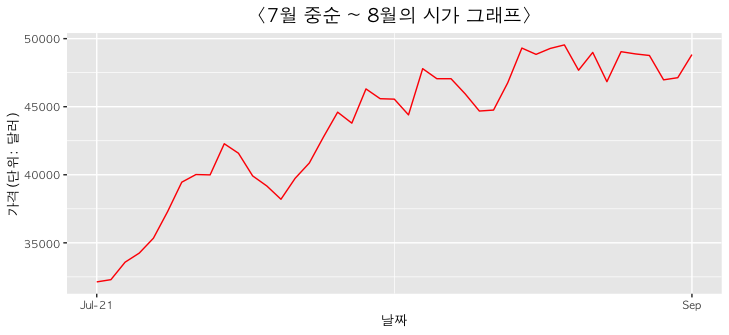 〈7월 중순 ~ 8월의 시가 그래프〉
50000
45000
40000
35000
가격(단위: 달러)
Jul-21
Sep
날짜